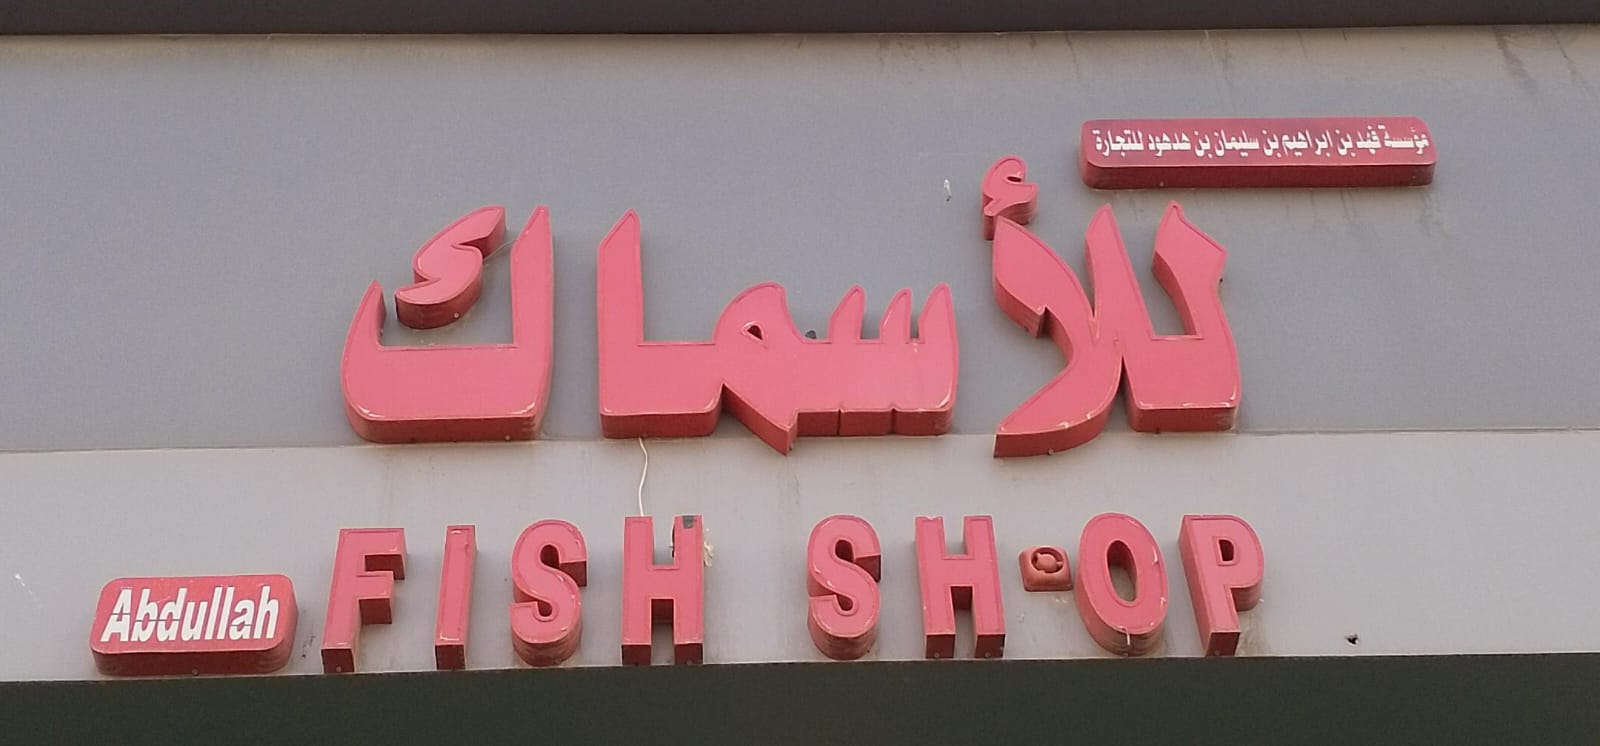 مؤسسة فهد بن ابراهيم بن سليمان بن هدهود للتجارة
للأسماك
FISH SHOP
Abdullah